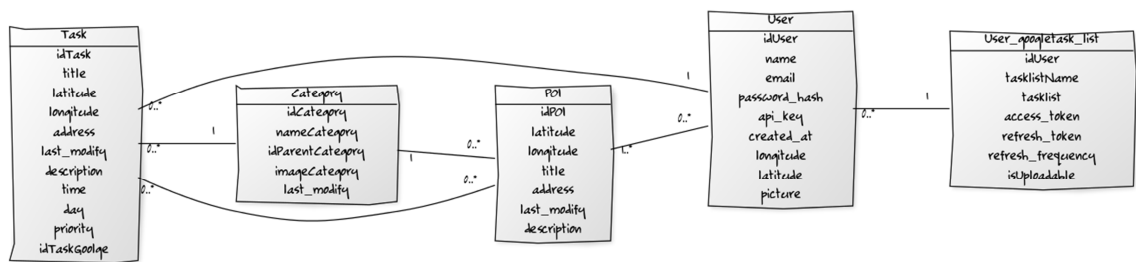 Task
idTask
title
latitude
longitude
address
last_modify
description
time
day
priority
idTaskGoolge
0..*
0..*
0..*
1
Category
idCategory
nameCategory
idParentCategory
imageCategory
last_modify
1
0..*
0..*
POI
idPOI
latitude
longitude
title
address
last_modify
description
1..*
1
0..*
User
idUser
name
email
password_hash
api_key
created_at
longitude
latitude
picture
0..*
1
User_googletask_list
idUser
tasklistName
tasklist
access_token
refresh_token
refresh_frequency
isUploadable